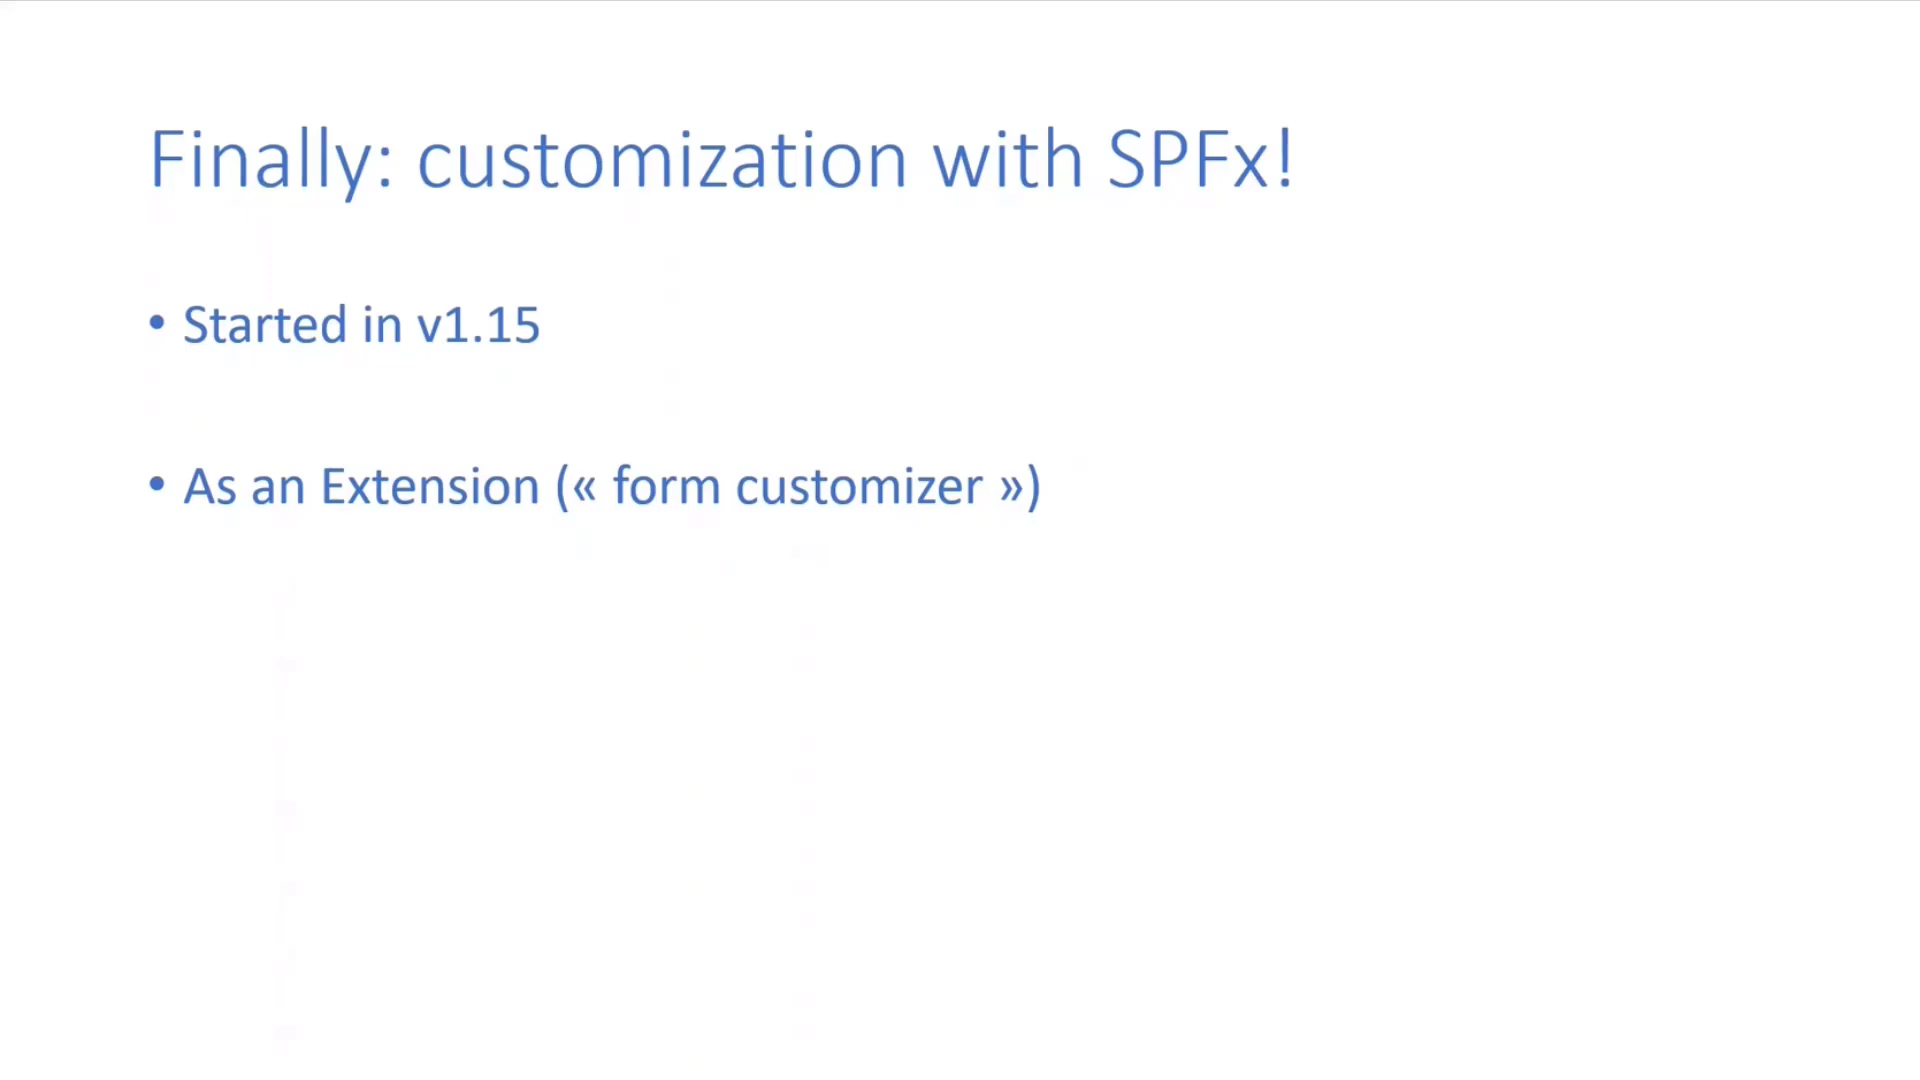 Finally: customization with SPFx!
• Started in v1.15
• As an Extension (« form customizer »)